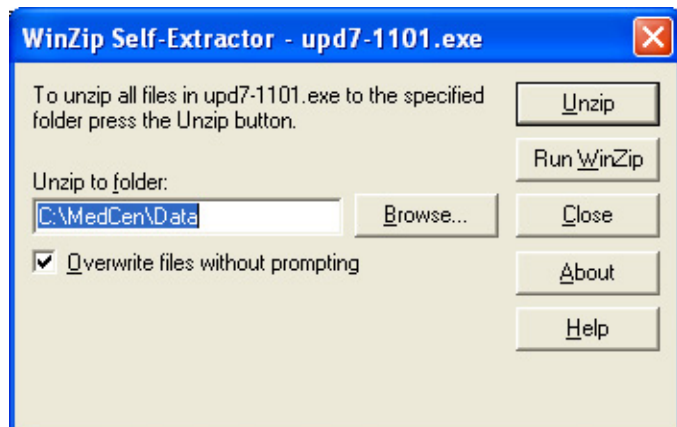 WinZip Self-Extractor - upd7-1101.exe
To unzip all files in upd7-1101.exe to the specified
folder press the Unzip button.
Unzip to folder:
C:\MedCen\Data
Browse...
Overwrite files without prompting
Unzip
Run WinZip
Close
About
Help